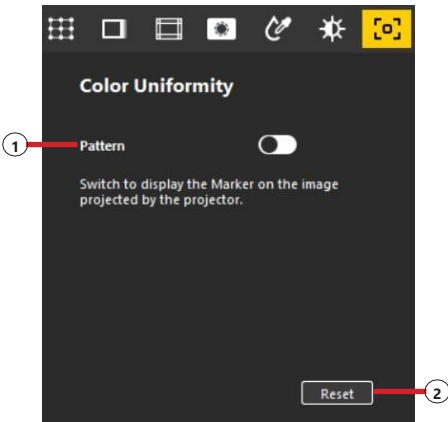 Color Uniformity
1
Pattern
Switch to display the Marker on the image
projected by the projector.
Reset
2